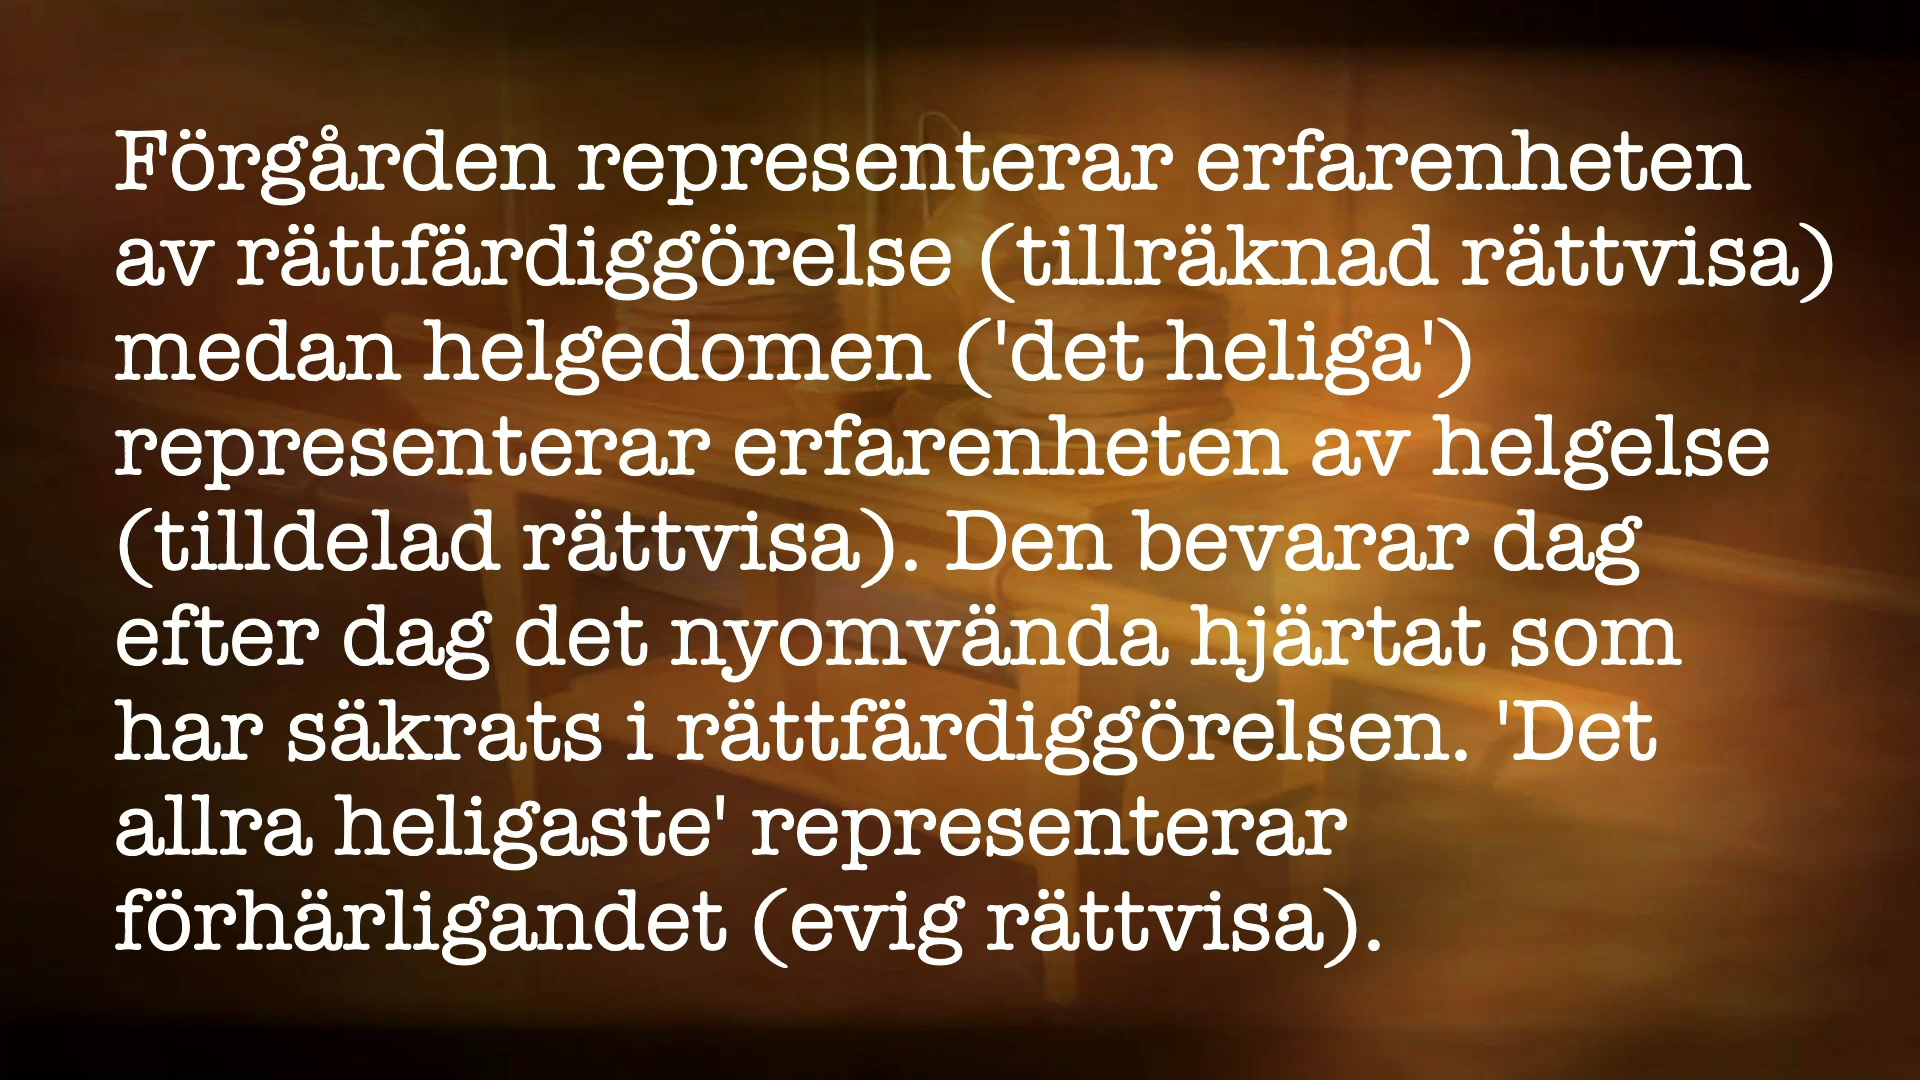 Förgården representerar erfarenheten
av rättfärdiggörelse (tillräknad rättvisa)
medan helgedomen ('det heliga')
representerar erfarenheten av helgelse
(tilldelad rättvisa). Den bevarar dag
efter dag det nyomvända hjärtat som
har säkrats i rättfärdiggörelsen. 'Det
allra heligaste' representerar
förhärligandet (evig rättvisa).